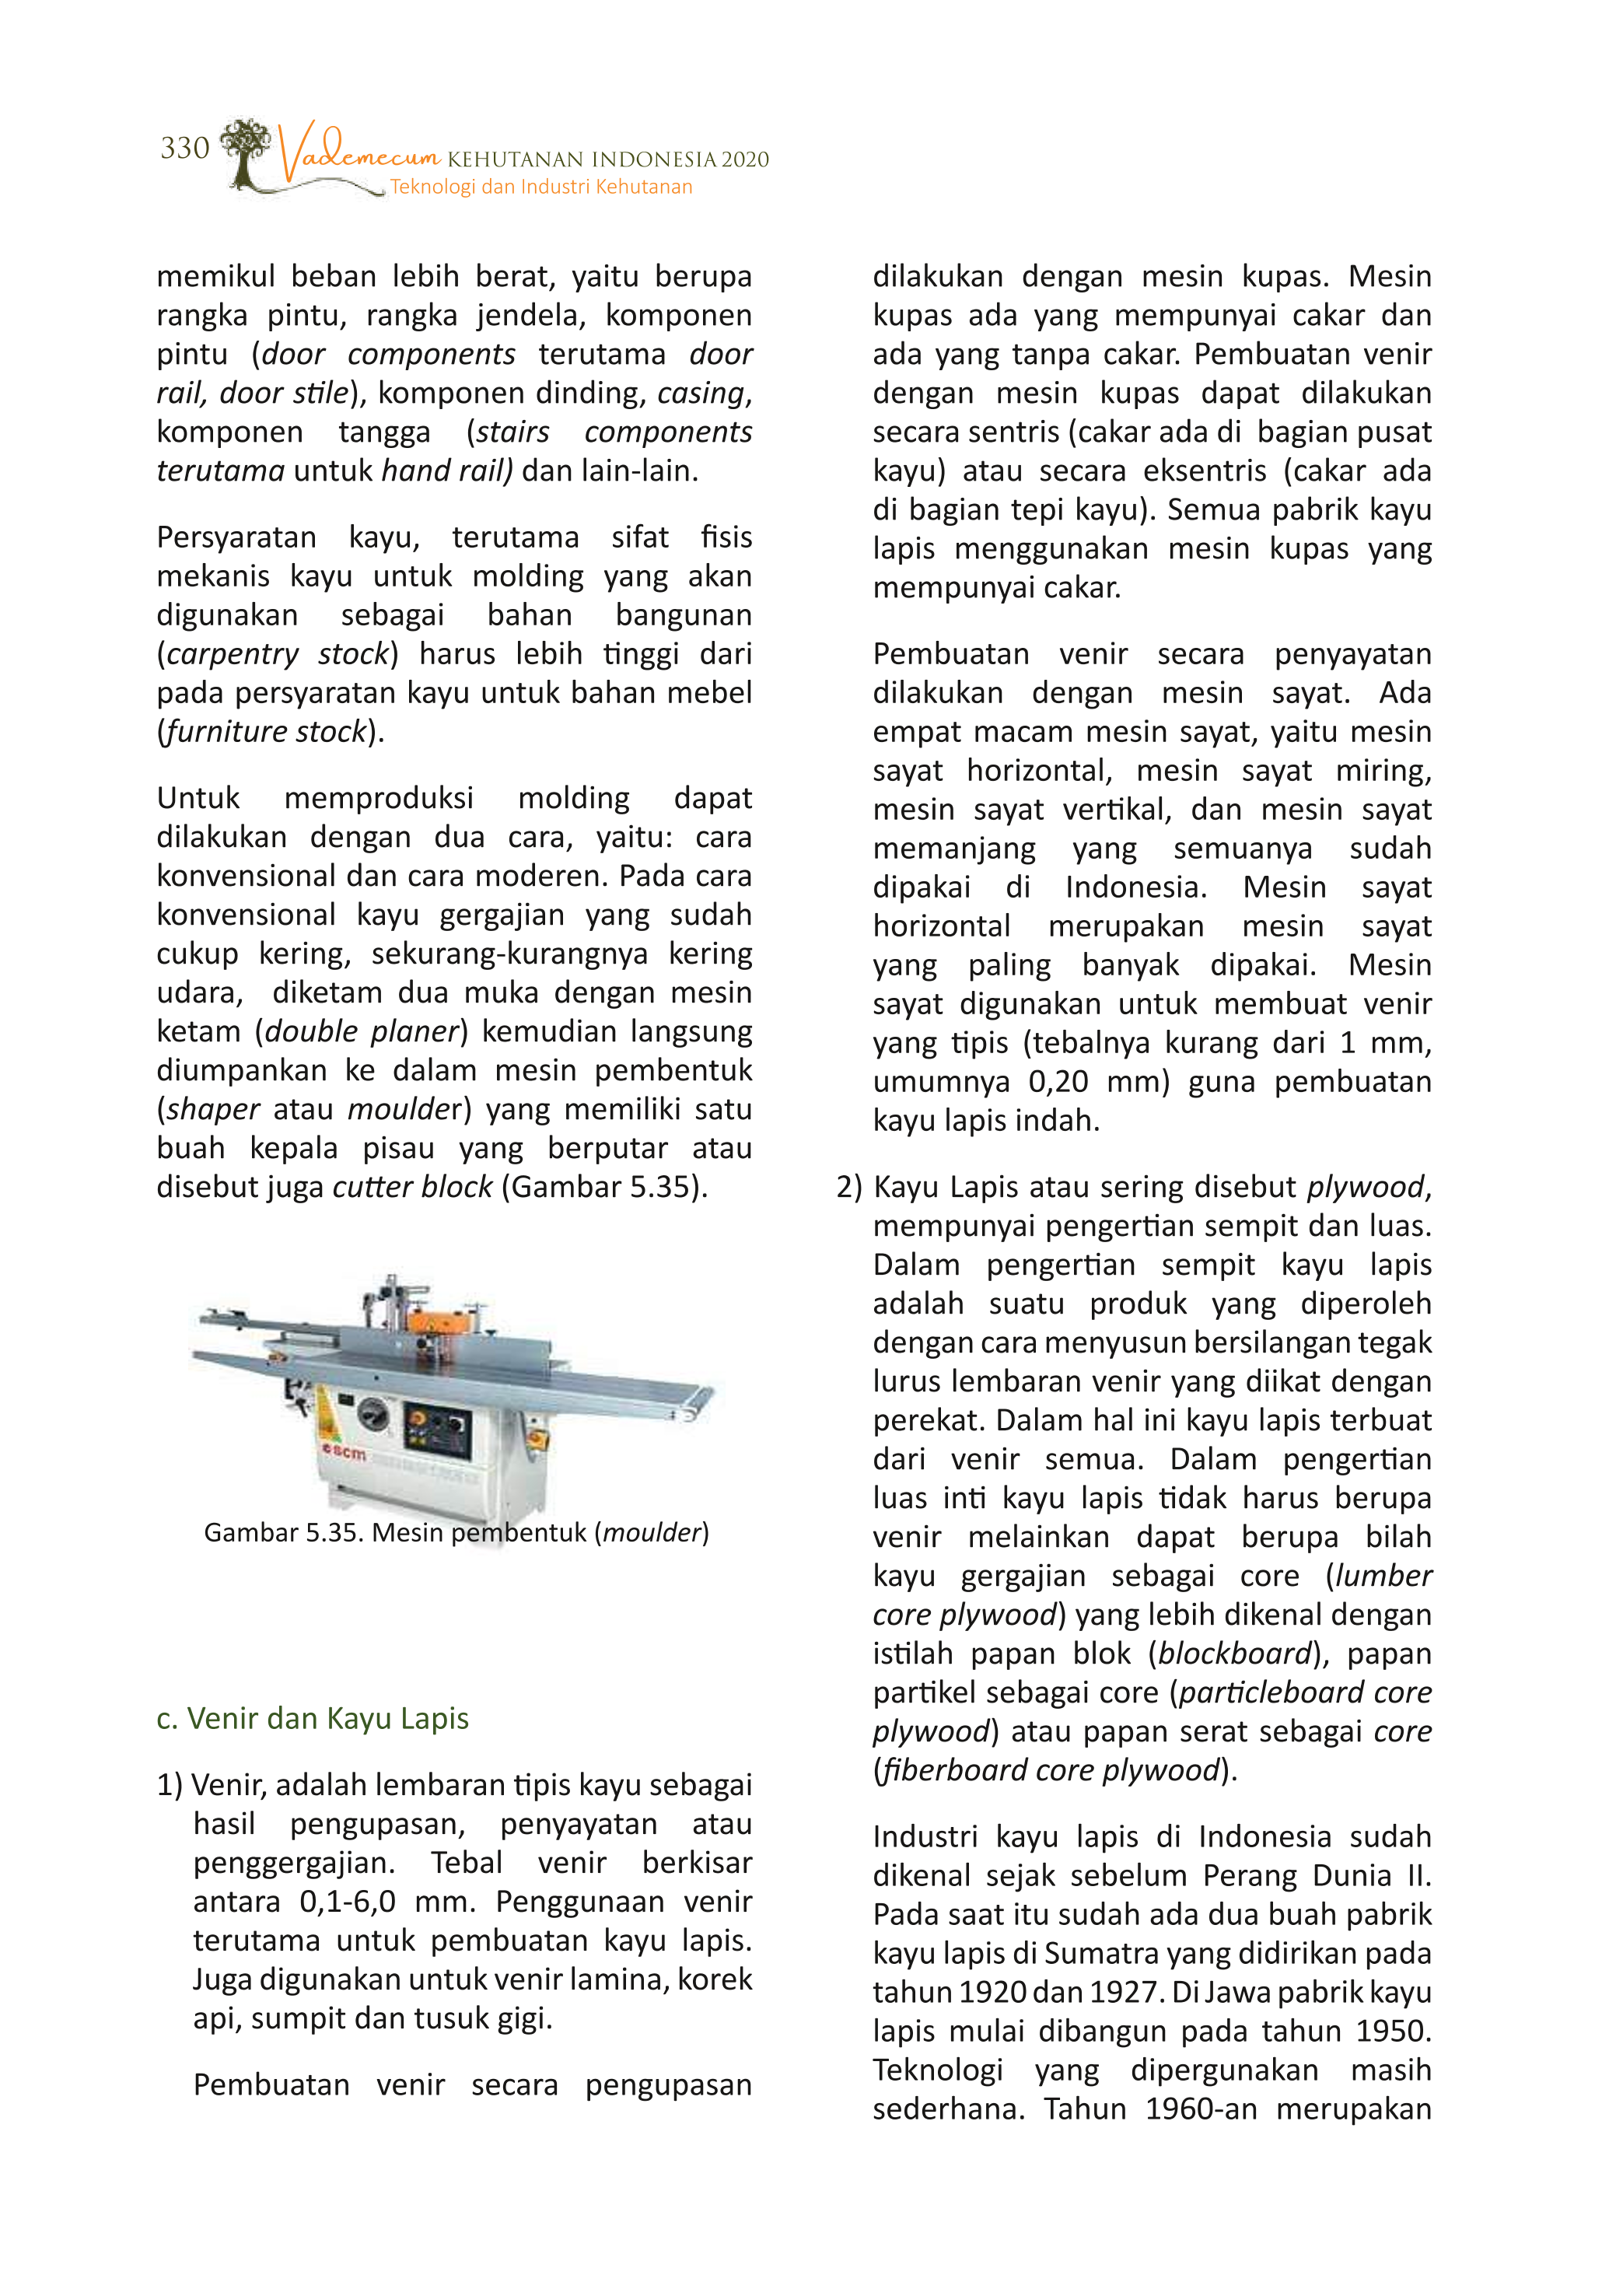 330 Vademecum KEHUTANAN INDONESIA 2020
Teknologi dan Industri Kehutanan
memikul beban lebih berat, yaitu berupa
rangka pintu, rangka jendela, komponen
pintu (door components terutama door
rail, door stile), komponen dinding, casing,
komponen tangga (stairs components
terutama untuk hand rail) dan lain-lain.
Persyaratan kayu, terutama sifat fisis
mekanis kayu untuk molding yang akan
digunakan sebagai bahan bangunan
(carpentry stock) harus lebih tinggi dari
pada persyaratan kayu untuk bahan mebel
(furniture stock).
Untuk memproduksi molding dapat
dilakukan dengan dua cara, yaitu: cara
konvensional dan cara moderen. Pada cara
konvensional kayu gergajian yang sudah
cukup kering, sekurang-kurangnya kering
udara, diketam dua muka dengan mesin
ketam (double planer) kemudian langsung
diumpankan ke dalam mesin pembentuk
(shaper atau moulder) yang memiliki satu
buah kepala pisau yang berputar atau
disebut juga cutter block (Gambar 5.35).
scm
Gambar 5.35. Mesin pembentuk (moulder)
c. Venir dan Kayu Lapis
1) Venir, adalah lembaran tipis kayu sebagai
hasil pengupasan, penyayatan atau
penggergajian. Tebal venir berkisar
antara 0,1-6,0 mm. Penggunaan venir
terutama untuk pembuatan kayu lapis.
Juga digunakan untuk venir lamina, korek
api, sumpit dan tusuk gigi.
Pembuatan venir secara pengupasan
dilakukan dengan mesin kupas. Mesin
kupas ada yang mempunyai cakar dan
ada yang tanpa cakar. Pembuatan venir
dengan mesin kupas dapat dilakukan
secara sentris (cakar ada di bagian pusat
kayu) atau secara eksentris (cakar ada
di bagian tepi kayu). Semua pabrik kayu
lapis menggunakan mesin kupas yang
mempunyai cakar.
Pembuatan venir secara penyayatan
dilakukan dengan mesin sayat. Ada
empat macam mesin sayat, yaitu mesin
sayat horizontal, mesin sayat miring,
mesin sayat vertikal, dan mesin sayat
memanjang yang semuanya sudah
dipakai di Indonesia. Mesin sayat
horizontal merupakan mesin sayat
yang paling banyak dipakai. Mesin
sayat digunakan untuk membuat venir
yang tipis (tebalnya kurang dari 1 mm,
umumnya 0,20 mm) guna pembuatan
kayu lapis indah.
2) Kayu Lapis atau sering disebut plywood,
mempunyai pengertian sempit dan luas.
Dalam pengertian sempit kayu lapis
adalah suatu produk yang diperoleh
dengan cara menyusun bersilangan tegak
lurus lembaran venir yang diikat dengan
perekat. Dalam hal ini kayu lapis terbuat
dari venir semua. Dalam pengertian
luas inti kayu lapis tidak harus berupa
venir melainkan dapat berupa bilah
kayu gergajian sebagai core (lumber
core plywood) yang lebih dikenal dengan
istilah papan blok (blockboard), papan
partikel sebagai core (particleboard core
plywood) atau papan serat sebagai core
(fiberboard core plywood).
Industri kayu lapis di Indonesia sudah
dikenal sejak sebelum Perang Dunia II.
Pada saat itu sudah ada dua buah pabrik
kayu lapis di Sumatra yang didirikan pada
tahun 1920 dan 1927. Di Jawa pabrik kayu
lapis mulai dibangun pada tahun 1950.
Teknologi yang dipergunakan masih
sederhana. Tahun 1960-an merupakan